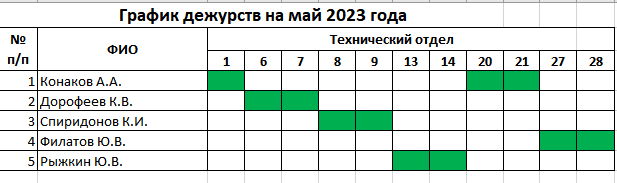 График дежурств на май 2023 года
№ п/п ФИО Технический отдел
1 6 7 8 9 13 14 20 21 27 28
1 Конаков А.А.
2 Дорофеев К.В.
3 Спиридонов К.И.
4 Филатов Ю.В.
5 Рыжкин Ю.В.